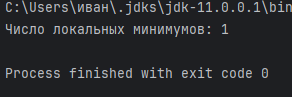 C:\Users\иван\.jdks\jdk-11.0.0.1\bin
Число локальных минимумов: 1
Process finished with exit code 0